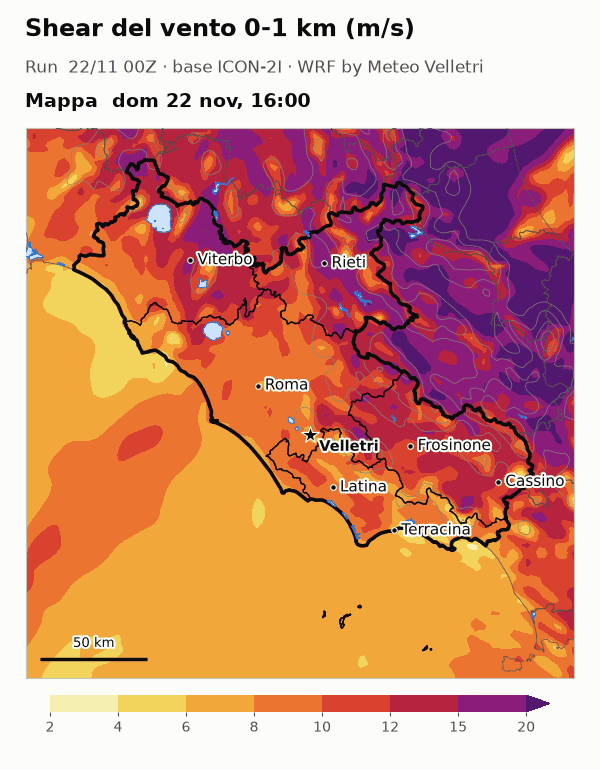 Shear del vento 0-1 km (m/s)
Run  22/11 00Z · base ICON-2I · WRF by Meteo Velletri
Mappa  dom 22 nov, 16:00
Viterbo
Rieti
Roma
Velletri
Frosinone
Cassino
Latina
Terracina
50 km
2 4 6 8 10 12 15 20